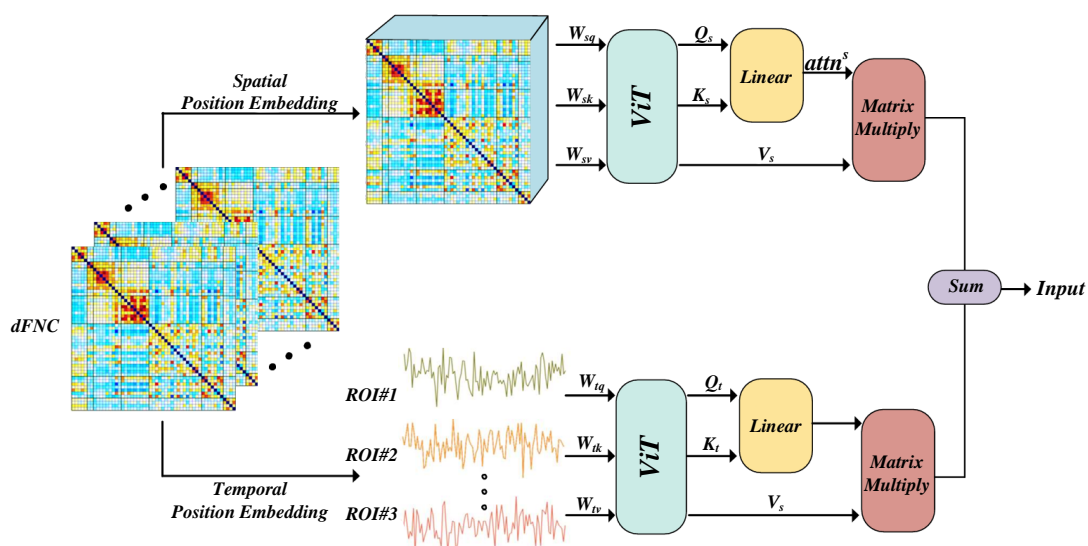 Spatial
Position Embedding
W_sq
W_sk
W_sv
ViT
Q_s
K_s
V_s
Linear
attn^s
Matrix
Multiply
dFNC
Sum
Input
Temporal
Position Embedding
ROI#1
ROI#2
ROI#3
W_tq
W_tk
W_tv
ViT
Q_t
K_t
V_s
Linear
Matrix
Multiply